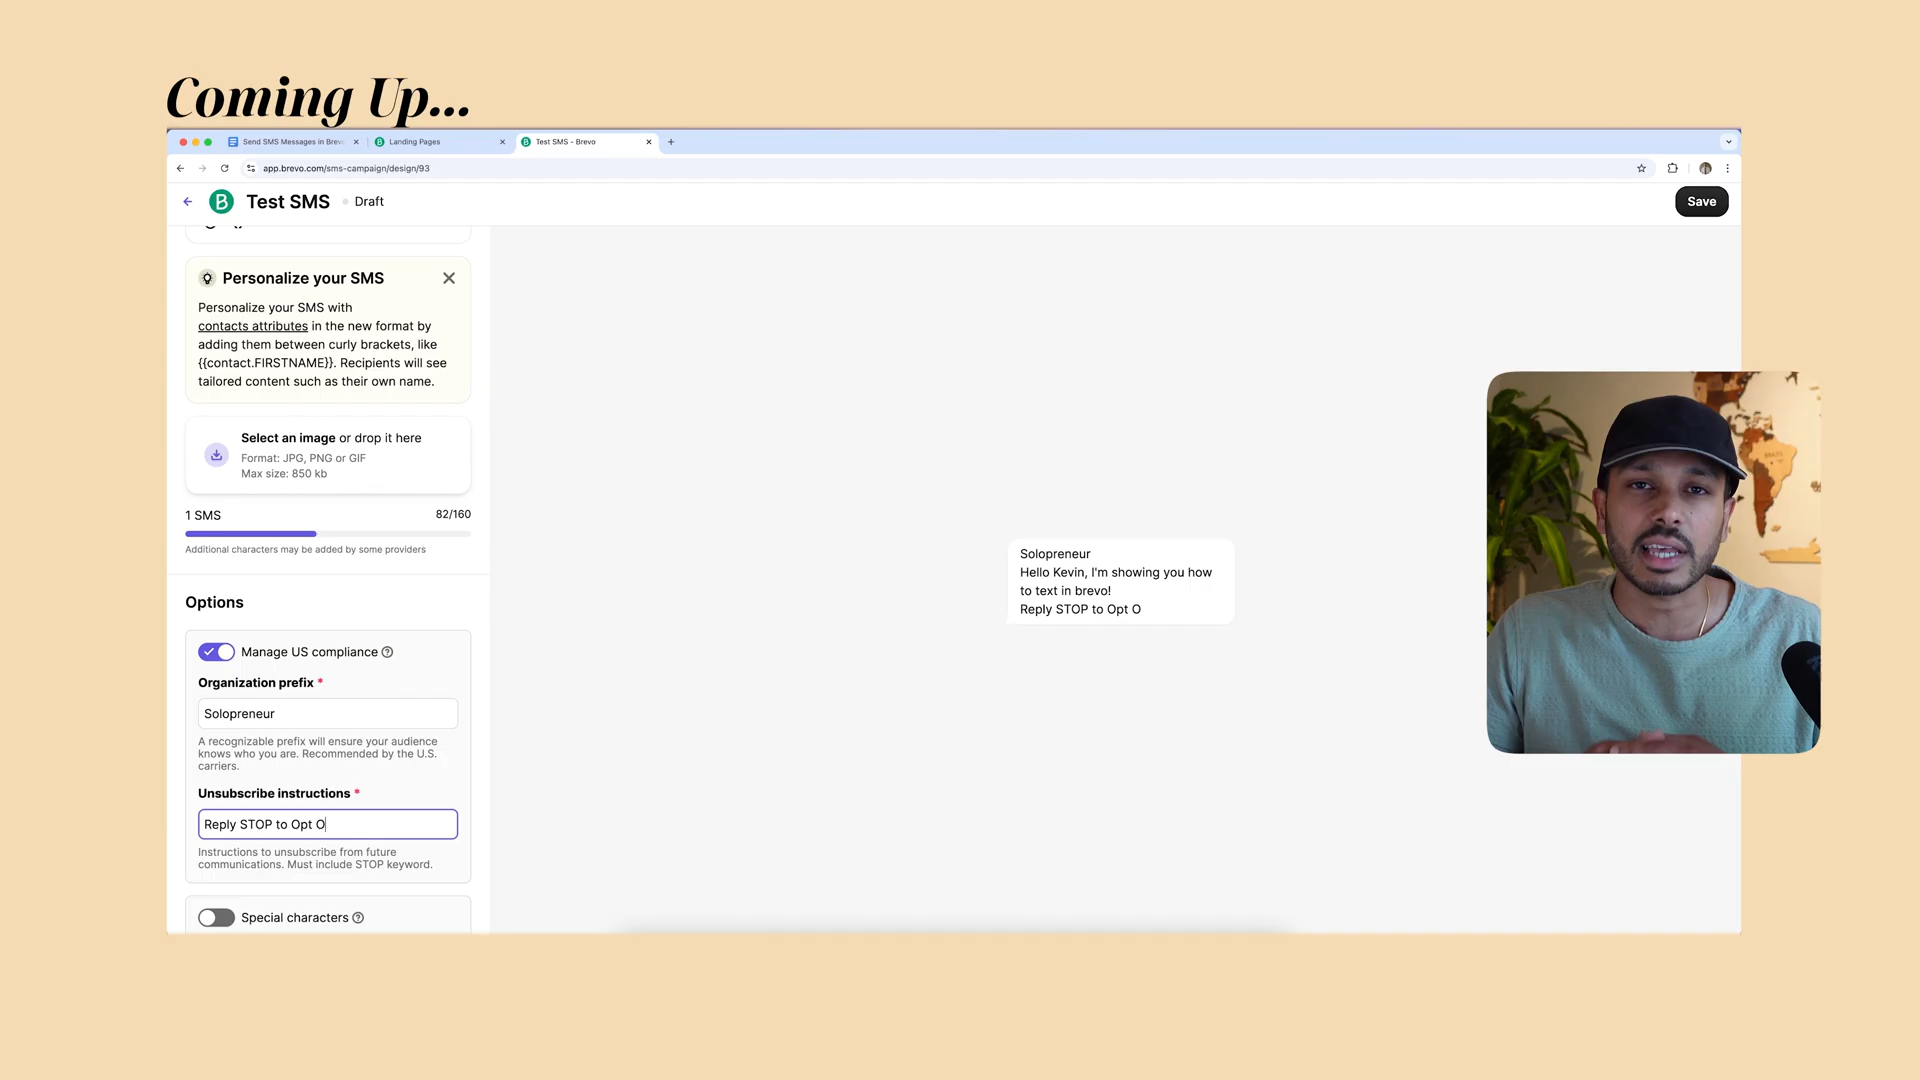 Coming Up...
Send SMS Messages in Brev
Landing Pages
Test SMS - Brevo
app.brevo.com/sms-campaign/design/93
B
Test SMS
Draft
Save
Personalize your SMS
Personalize your SMS with
contacts attributes in the new format by
adding them between curly brackets, like
{{contact.FIRSTNAME}}. Recipients will see
tailored content such as their own name.
Select an image or drop it here
Format: JPG, PNG or GIF
Max size: 850 kb
1 SMS
82/160
Additional characters may be added by some providers
Options
Manage US compliance
Organization prefix *
Solopreneur
A recognizable prefix will ensure your audience
knows who you are. Recommended by the U.S.
carriers.
Unsubscribe instructions *
Reply STOP to Opt O
Instructions to unsubscribe from future
communications. Must include STOP keyword.
Special characters
Solopreneur
Hello Kevin, I'm showing you how
to text in brevo!
Reply STOP to Opt O
BRASIL